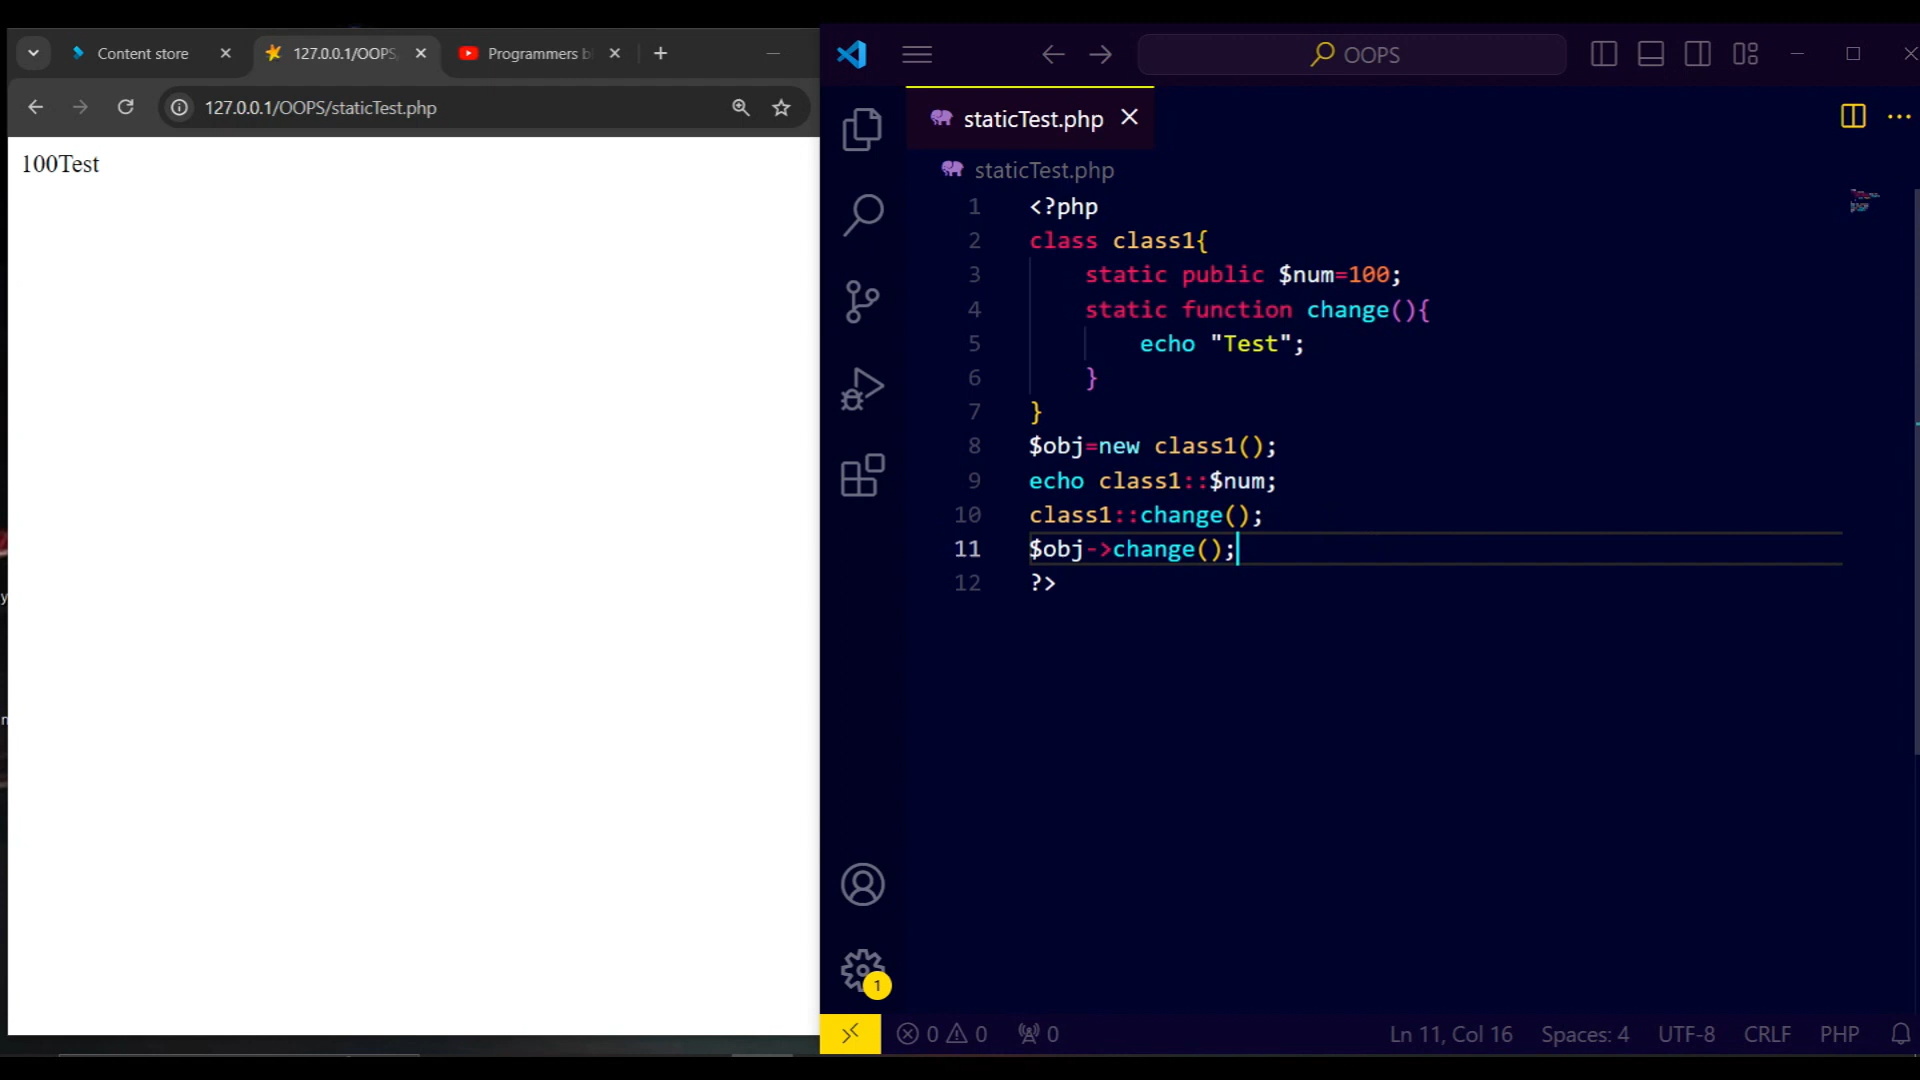 Content store
127.0.0.1/OOPS,
Programmers b
127.0.0.1/OOPS/staticTest.php
100Test
OOPS
staticTest.php
staticTest.php
1 <?php
2 class class1{
3 static public $num=100;
4 static function change(){
5 echo "Test";
6 }
7 }
8 $obj=new class1();
9 echo class1::$num;
10 class1::change();
11 $obj->change();
12 ?>
1
0 0 0
Ln 11, Col 16 Spaces: 4 UTF-8 CRLF PHP